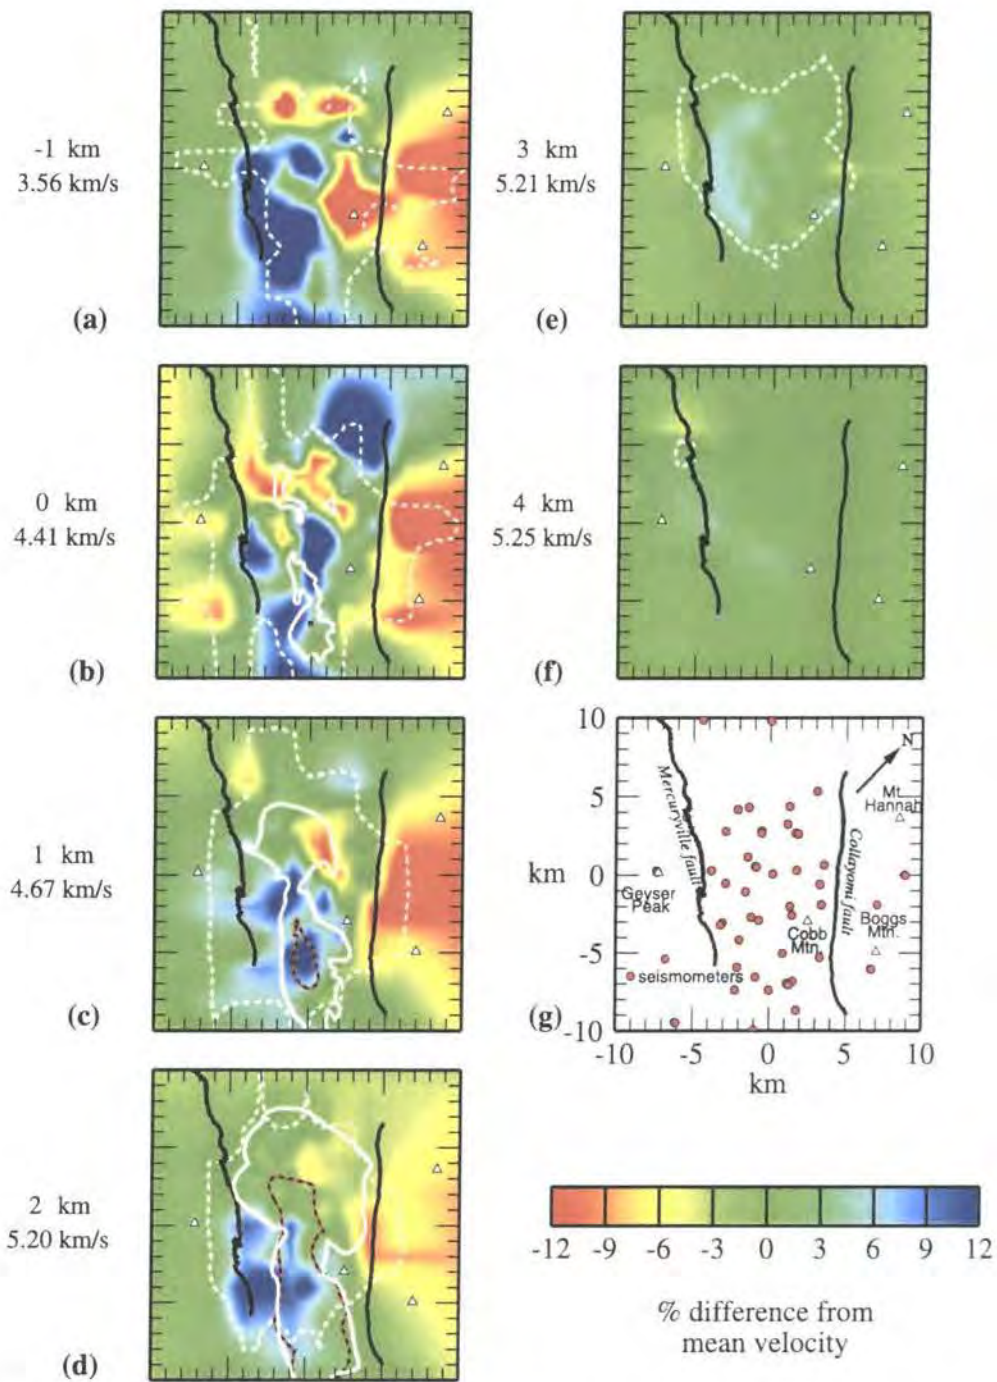 -1 km
3.56 km/s
(a)
0 km
4.41 km/s
(b)
1 km
4.67 km/s
(c)
2 km
5.20 km/s
(d)
3 km
5.21 km/s
(e)
4 km
5.25 km/s
(f)
10
5
0
-5
-10
km
-10
-5
0
5
10
km
(g)
N
Mercuryville fault
Collayomi fault
Mt.
Hannah
Geyser
Peak
Cobb
Mtn.
Boggs
Mtn.
seismometers
-12
-9
-6
-3
0
3
6
9
12
% difference from
mean velocity